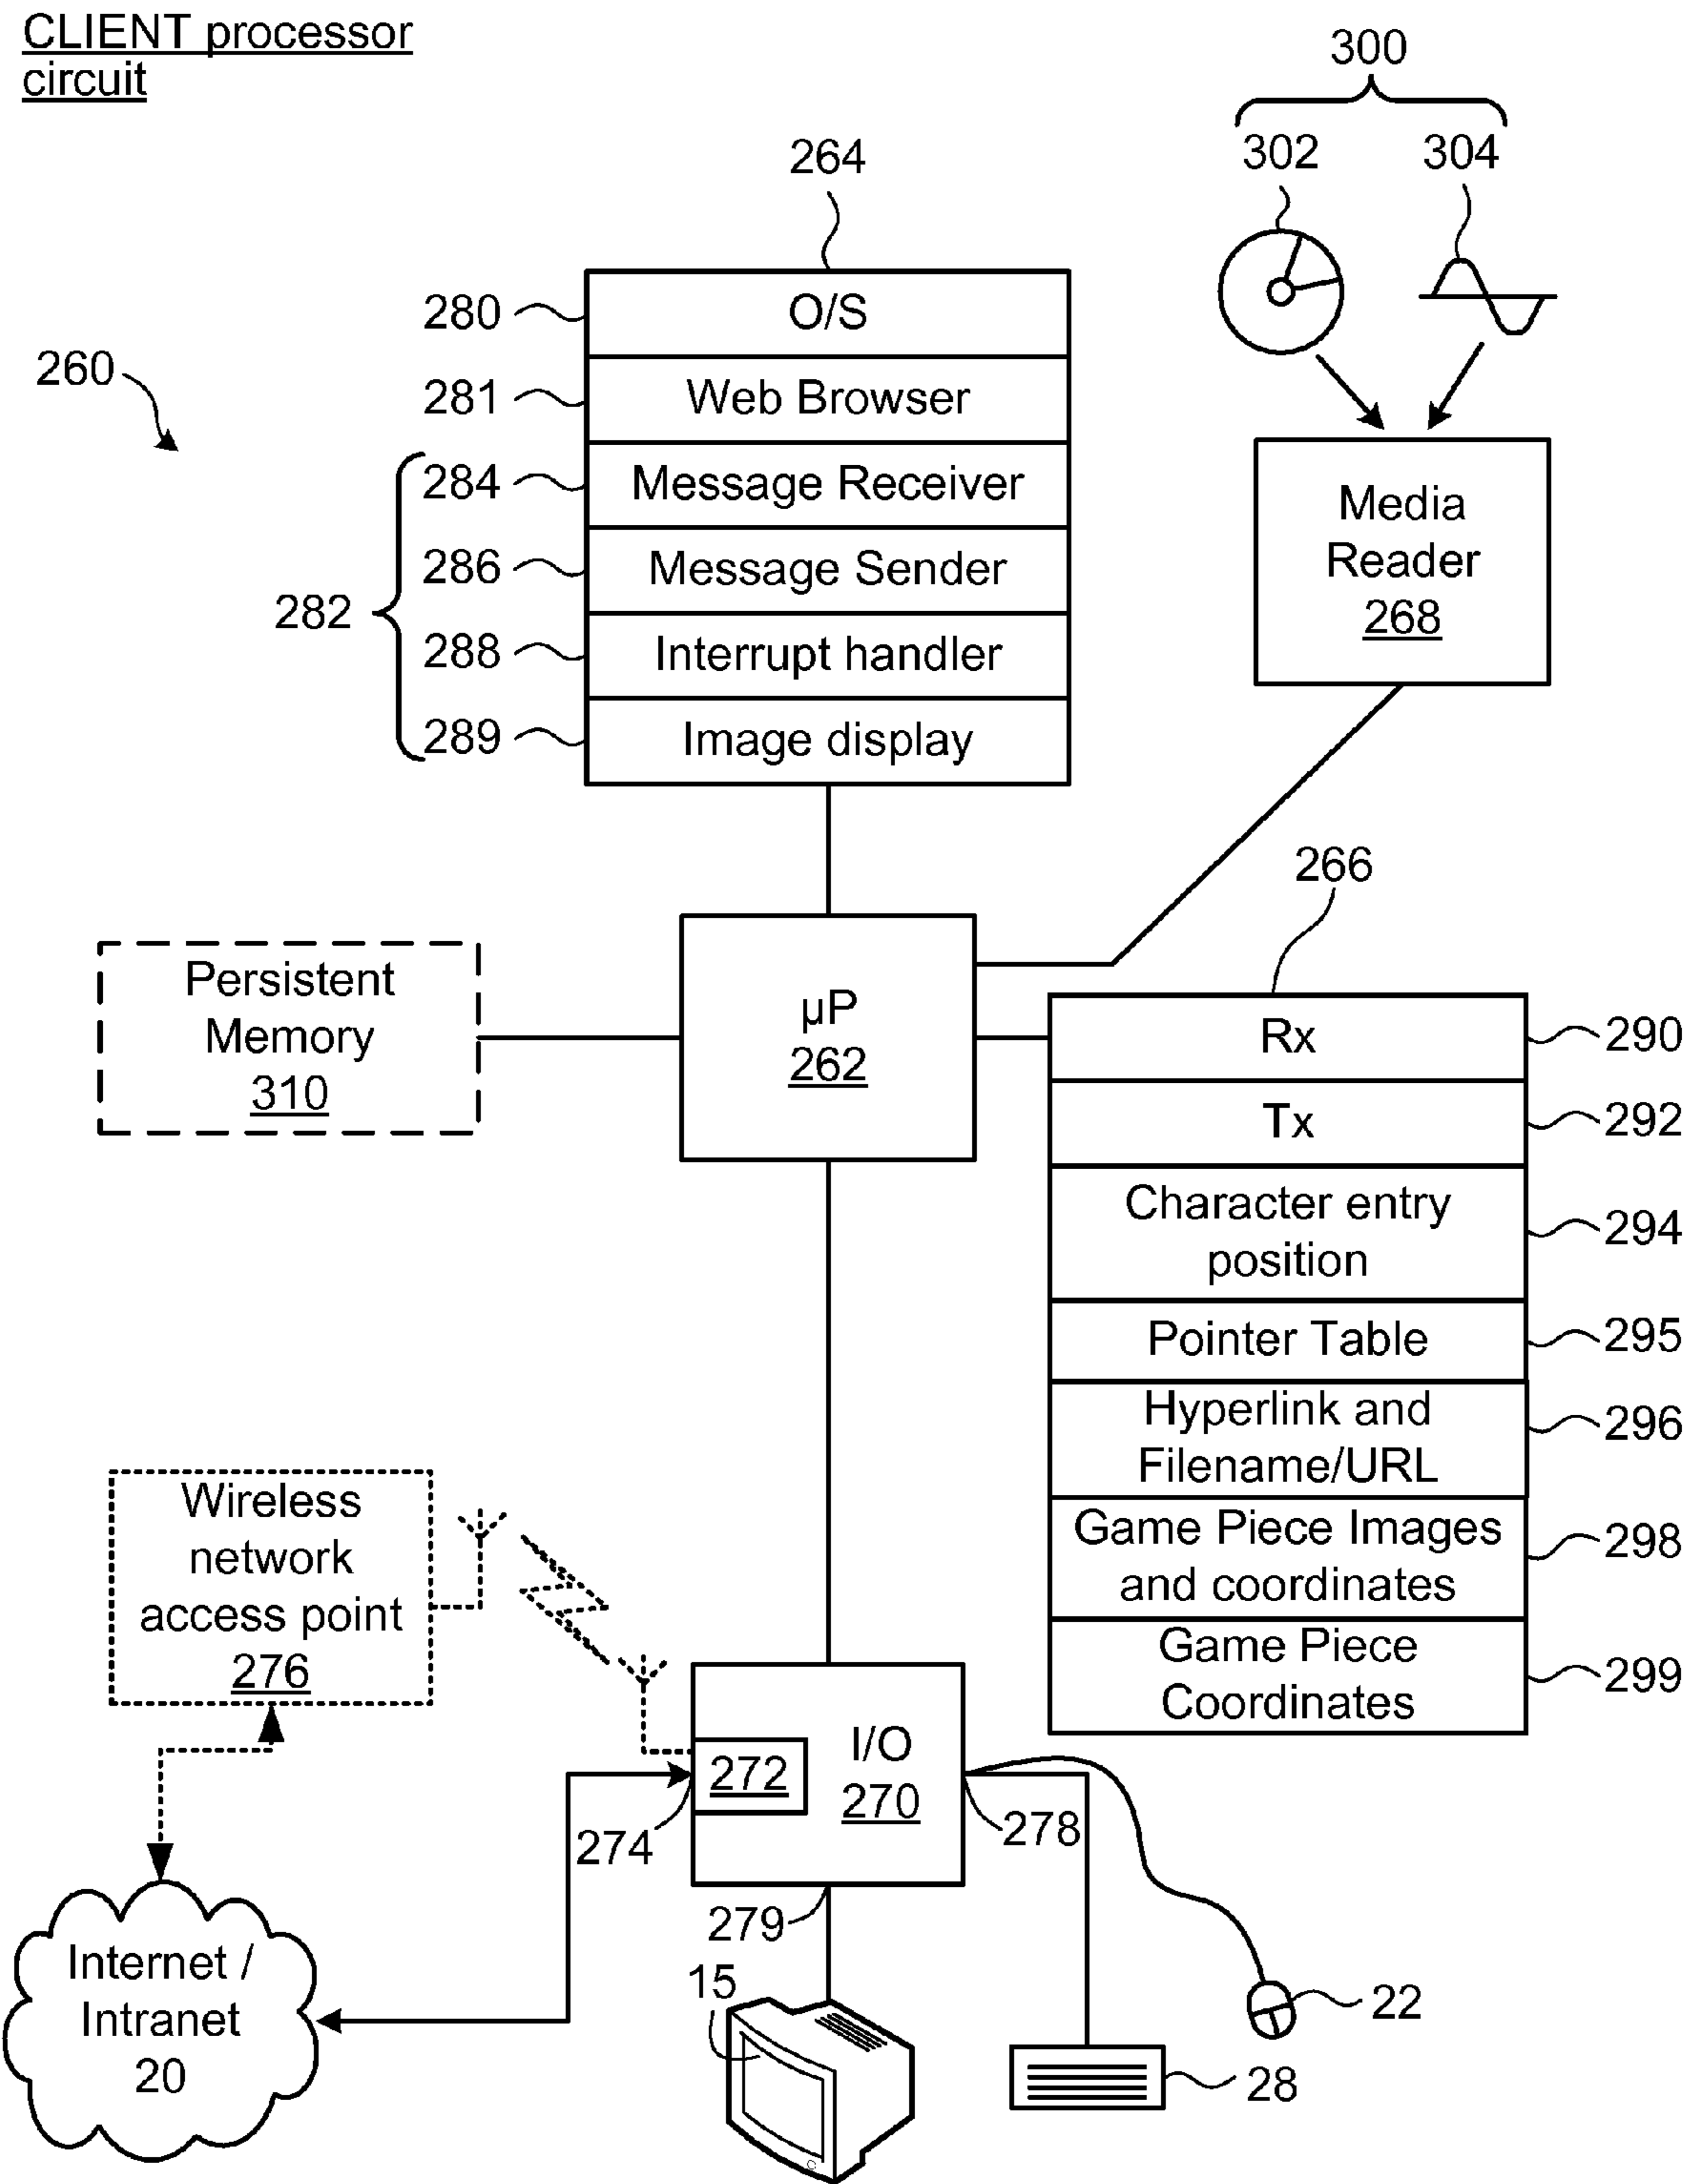 CLIENT processor
circuit
300
302
304
264
280
O/S
281
Web Browser
260
284
Message Receiver
286
Message Sender
282
288
Interrupt handler
289
Image display
Media
Reader
268
266
Persistent
Memory
310
µP
262
Rx
290
Tx
292
Character entry
position
294
Pointer Table
295
Hyperlink and
Filename/URL
296
Game Piece Images
and coordinates
298
Game Piece
Coordinates
299
Wireless
network
access point
276
I/O
270
272
274
278
279
Internet /
Intranet
20
15
22
28